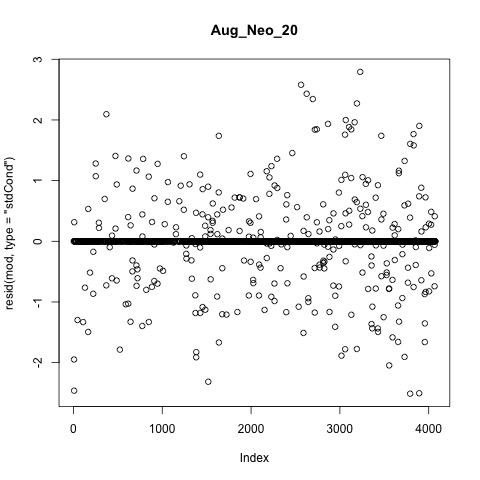 Aug_Neo_20
resid(mod, type = "stdCond")
3
2
1
0
-1
-2
0 1000 2000 3000 4000
Index